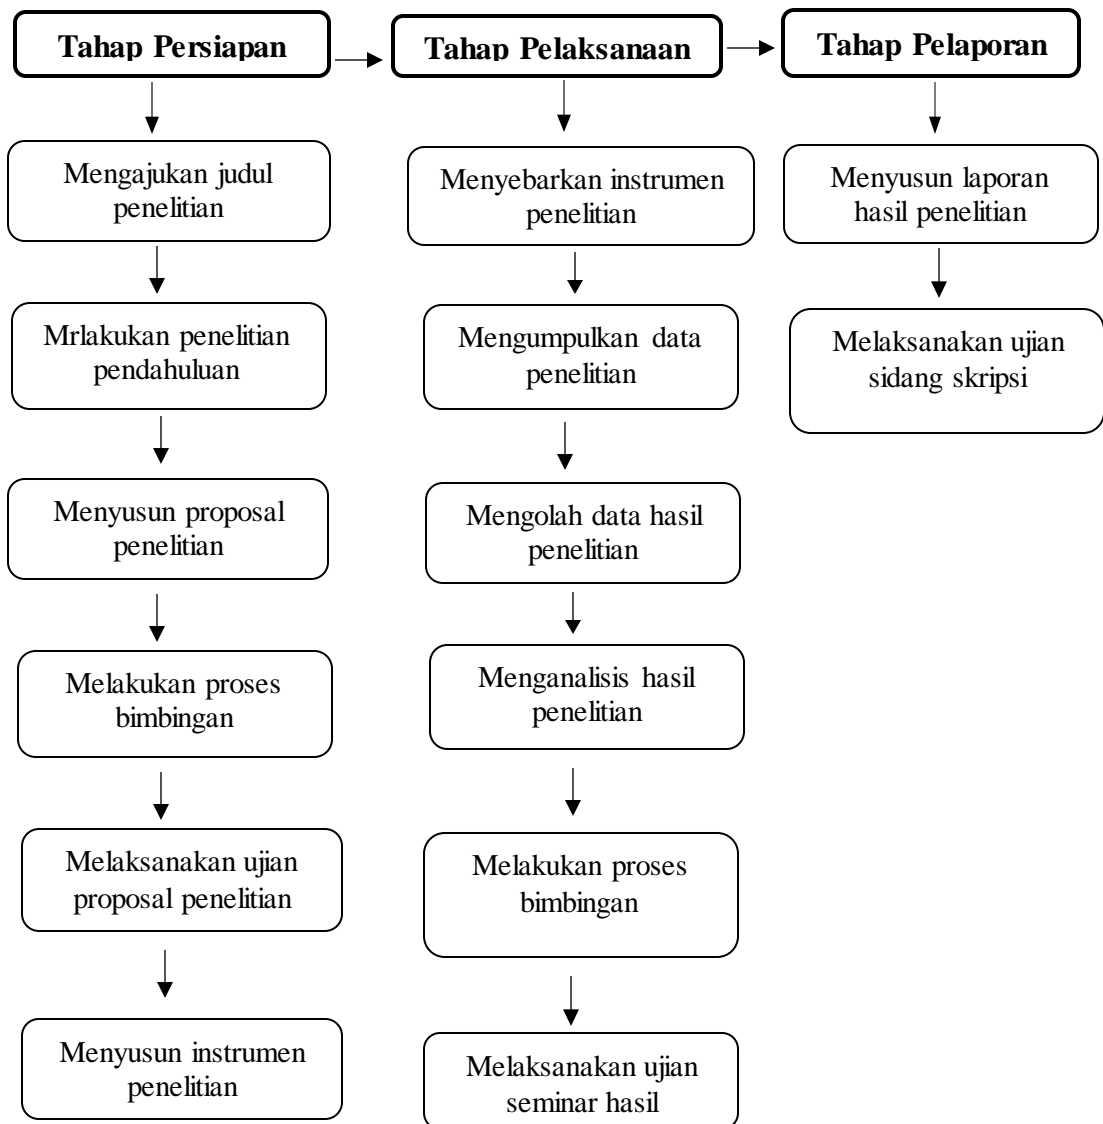 Tahap Persiapan
Tahap Pelaksanaan
Tahap Pelaporan
Mengajukan judul
penelitian
Mrlakukan penelitian
pendahuluan
Menyusun proposal
penelitian
Melakukan proses
bimbingan
Melaksanakan ujian
proposal penelitian
Menyusun instrumen
penelitian
Menyebarkan instrumen
penelitian
Mengumpulkan data
penelitian
Mengolah data hasil
penelitian
Menganalisis hasil
penelitian
Melakukan proses
bimbingan
Melaksanakan ujian
seminar hasil
Menyusun laporan
hasil penelitian
Melaksanakan ujian
sidang skripsi